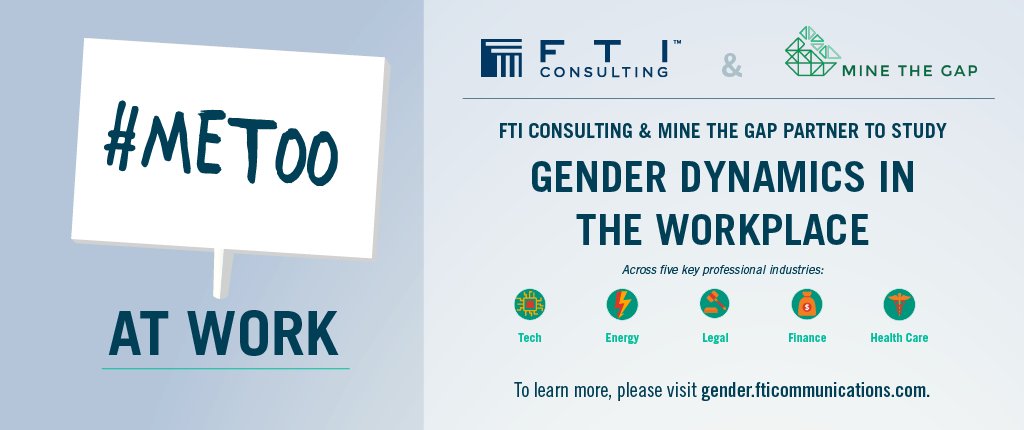 #METOO
AT WORK
FTI™
CONSULTING
&
MINE THE GAP
FTI CONSULTING & MINE THE GAP PARTNER TO STUDY
GENDER DYNAMICS IN
THE WORKPLACE
Across five key professional industries:
Tech
Energy
Legal
$
Finance
Health Care
To learn more, please visit gender.fticommunications.com.